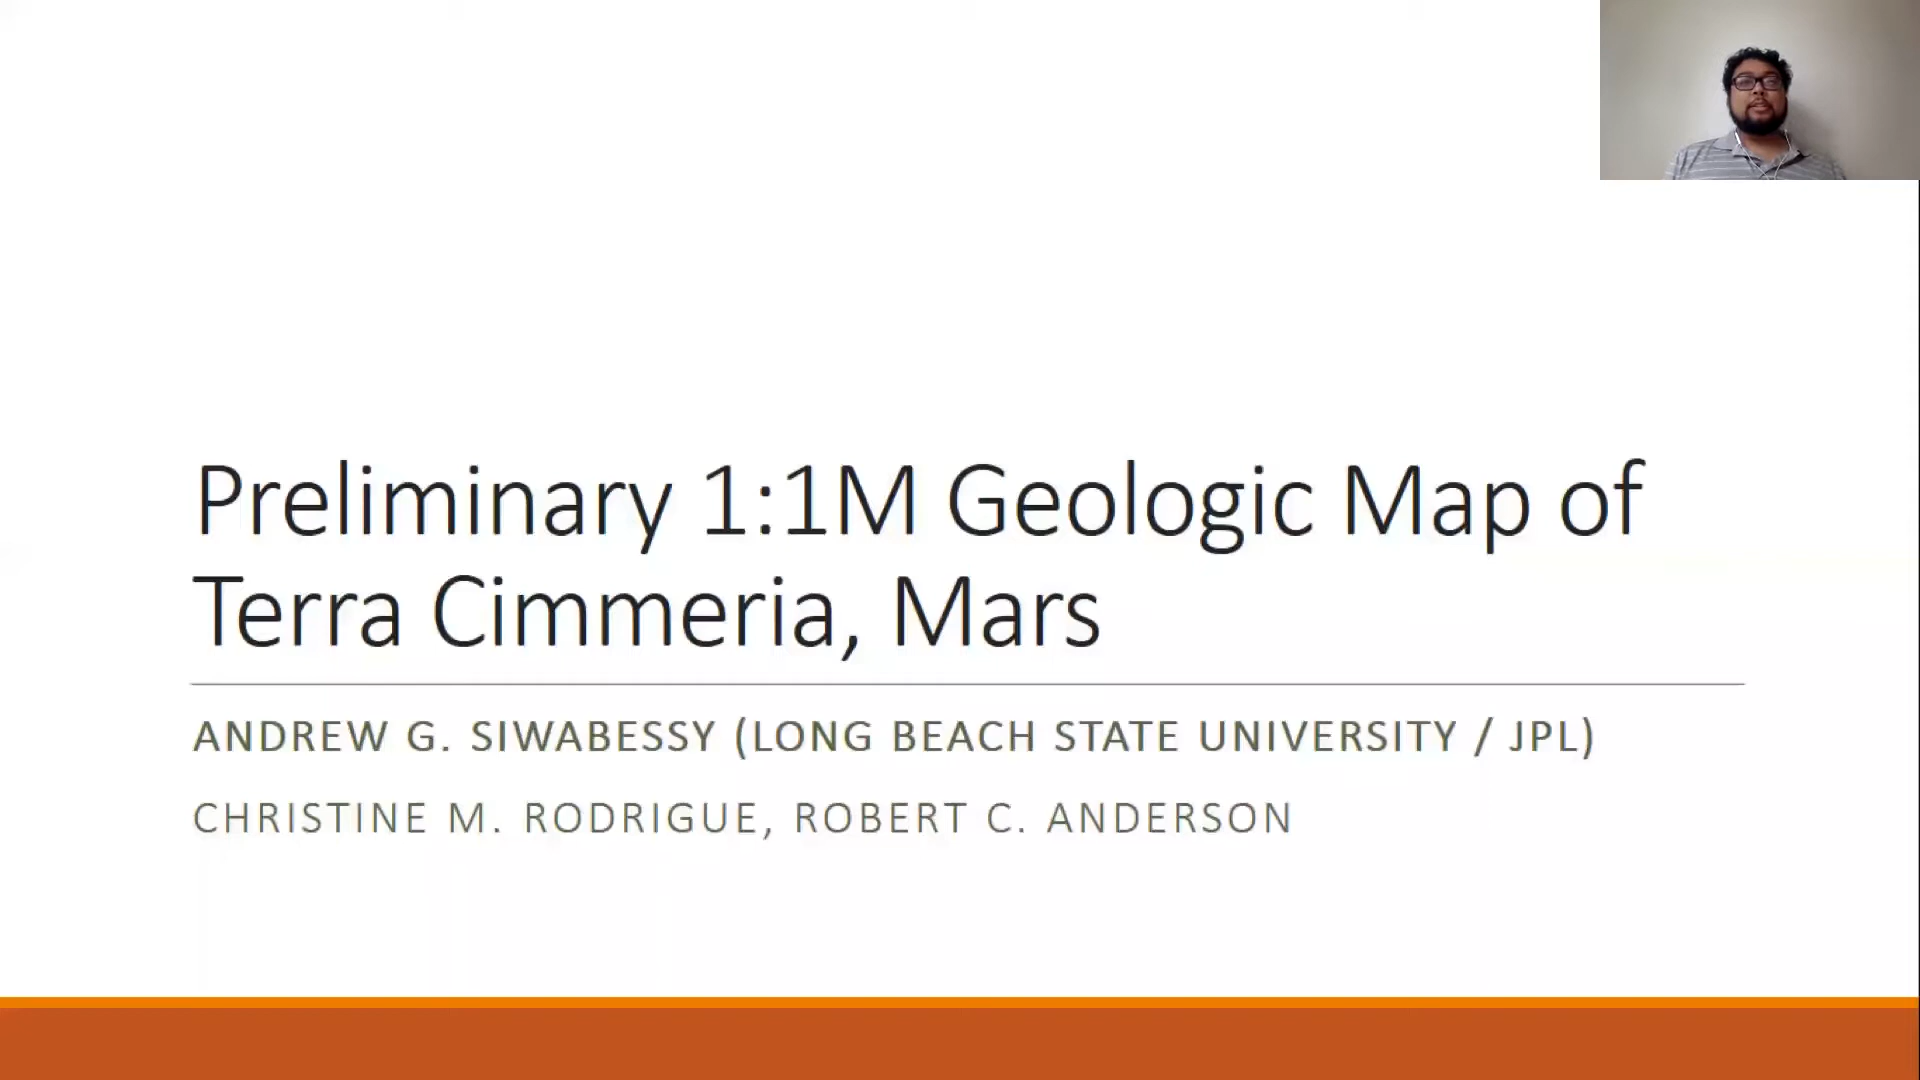 Preliminary 1:1M Geologic Map of
Terra Cimmeria, Mars
ANDREW G. SIWABESSY (LONG BEACH STATE UNIVERSITY / JPL)
CHRISTINE M. RODRIGUE, ROBERT C. ANDERSON